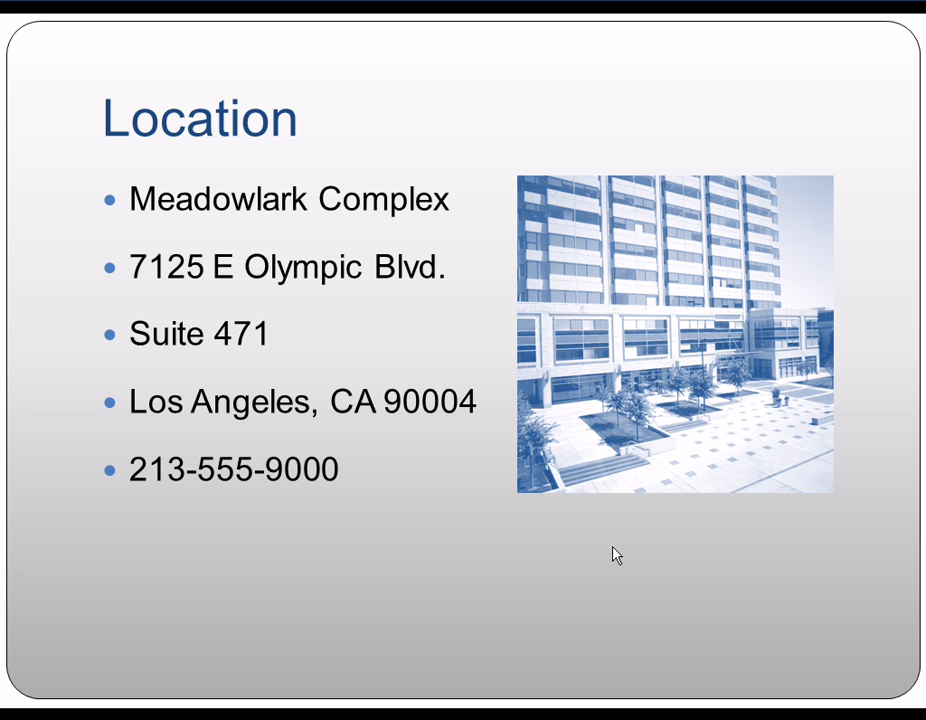 Location
Meadowlark Complex
7125 E Olympic Blvd.
Suite 471
Los Angeles, CA 90004
213-555-9000